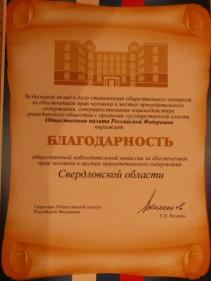 За большой вклад в дело становления общественного контроля
за обеспечением прав человека в местах принудительного
содержания, совершенствование взаимодействия
гражданского общества с органами государственной власти
Общественная палата Российской Федерации
выражает
БЛАГОДАРНОСТЬ
общественной наблюдательной комиссии за обеспечением
прав человека в местах принудительного содержания
Свердловской области
Секретарь Общественной палаты
Российской Федерации
Е.П. Велихов